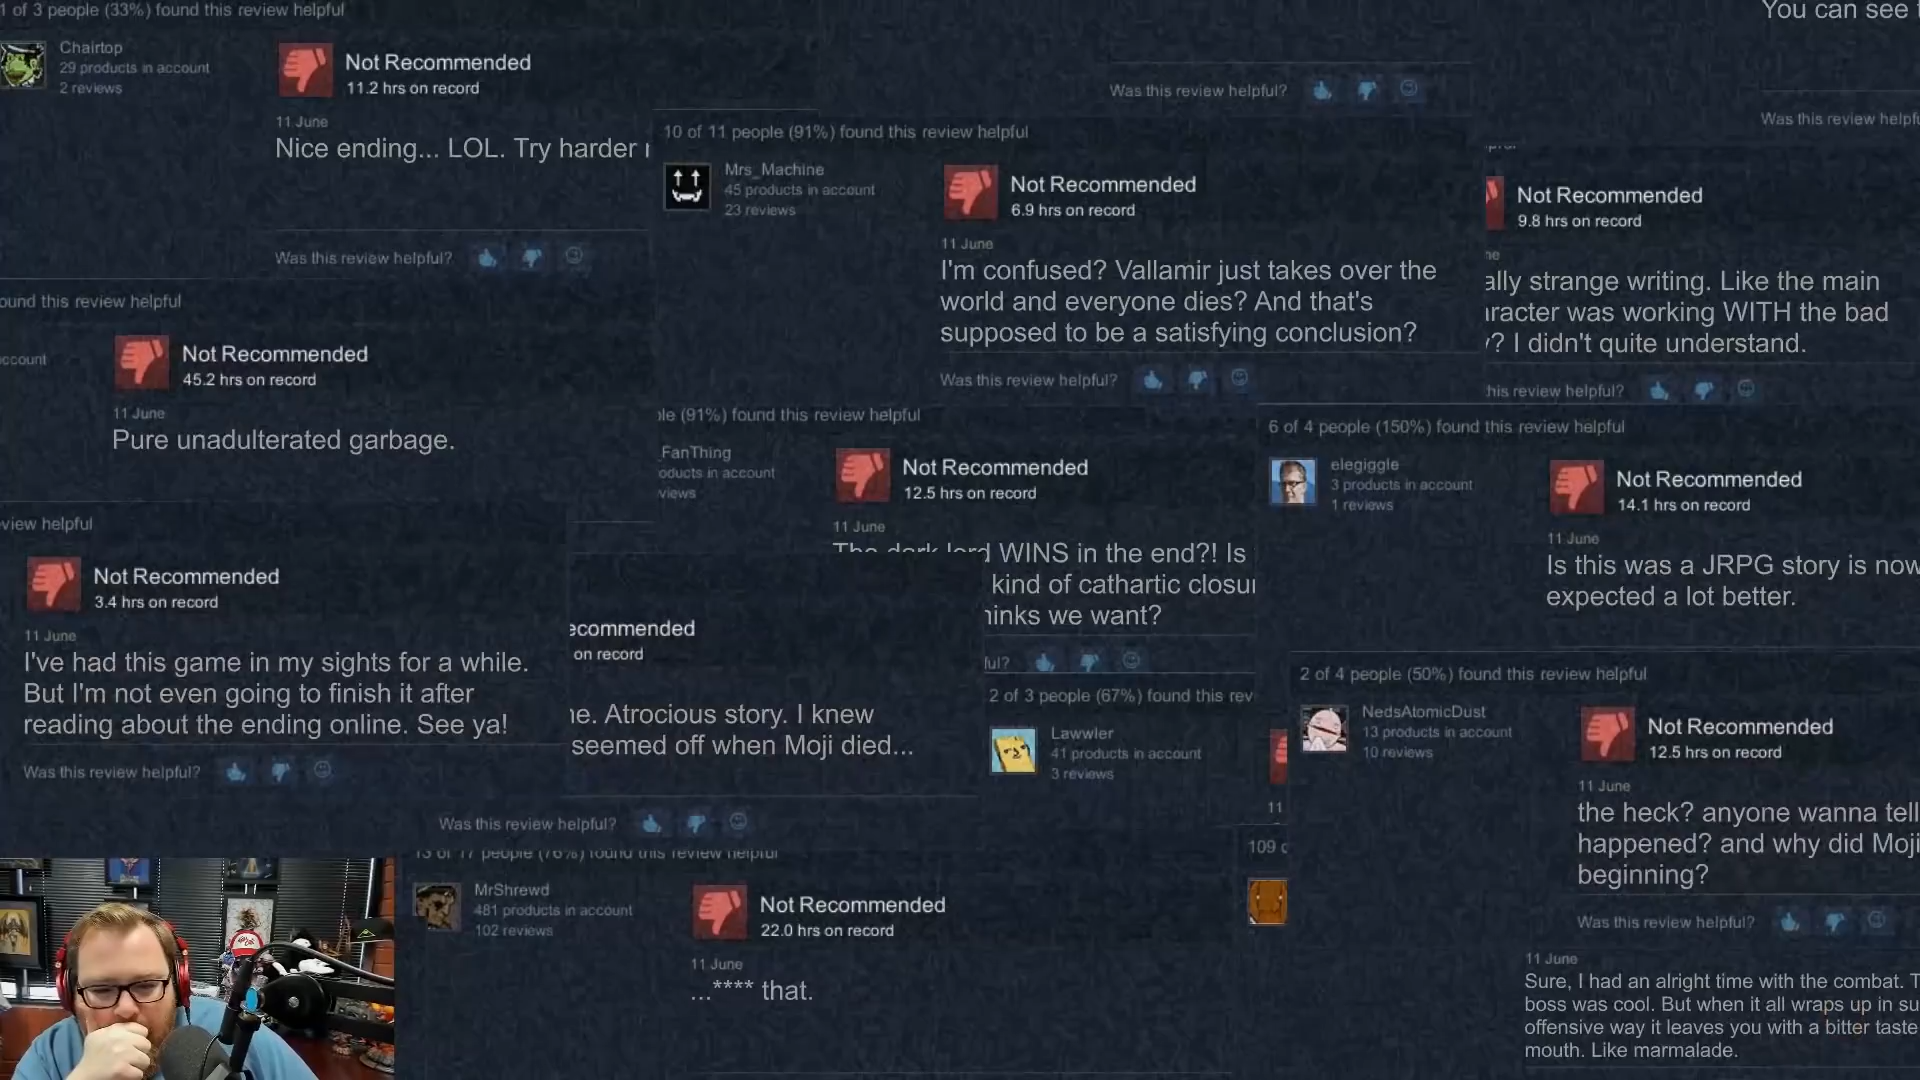 1 of 3 people (33%) found this review helpful
Chairtop
29 products in account
2 reviews
Not Recommended
11.2 hrs on record
11 June
Nice ending... LOL. Try harder
Was this review helpful?
You can see
Was this review helpful?
Was this review
10 of 11 people (91%) found this review helpful
Mrs_Machine
45 products in account
23 reviews
Not Recommended
6.9 hrs on record
11 June
I'm confused? Vallamir just takes over the
world and everyone dies? And that's
supposed to be a satisfying conclusion?
Was this review helpful?
Not Recommended
9.8 hrs on record
strange writing. Like the main
was working WITH the bad
? I didn't quite understand.
review helpful?
found this review helpful
Not Recommended
45.2 hrs on record
11 June
Pure unadulterated garbage.
(91%) found this review helpful
FanThing
in account
Not Recommended
12.5 hrs on record
11 June
The dark lord WINS in the end?! Is
kind of cathartic
we want?
6 of 4 people (150%) found this review helpful
elegiggle
3 products in account
1 reviews
Not Recommended
14.1 hrs on record
11 June
Is this was a JRPG story is now
expected a lot better.
helpful
Not Recommended
3.4 hrs on record
11 June
I've had this game in my sights for a while.
But I'm not even going to finish it after
reading about the ending online. See ya!
Was this review helpful?
on record
Atrocious story. I knew
seemed off when Moji died...
Was this review helpful?
2 of 3 people (67%) found this rev
Lawwler
41 products in account
3 reviews
11
109
2 of 4 people (50%) found this review helpful
NedsAtomicDust
13 products in account
10 reviews
Not Recommended
12.5 hrs on record
11 June
the heck? anyone wanna tell
happened? and why did Moji
beginning?
Was this review helpful?
13 of 17 people (76%) found this review helpful
MrShrewd
481 products in account
102 reviews
Not Recommended
22.0 hrs on record
11 June
...**** that.
11 June
Sure, I had an alright time with the combat.
boss was cool. But when it all wraps up in su
offensive way it leaves you with a bitter taste
mouth. Like marmalade.